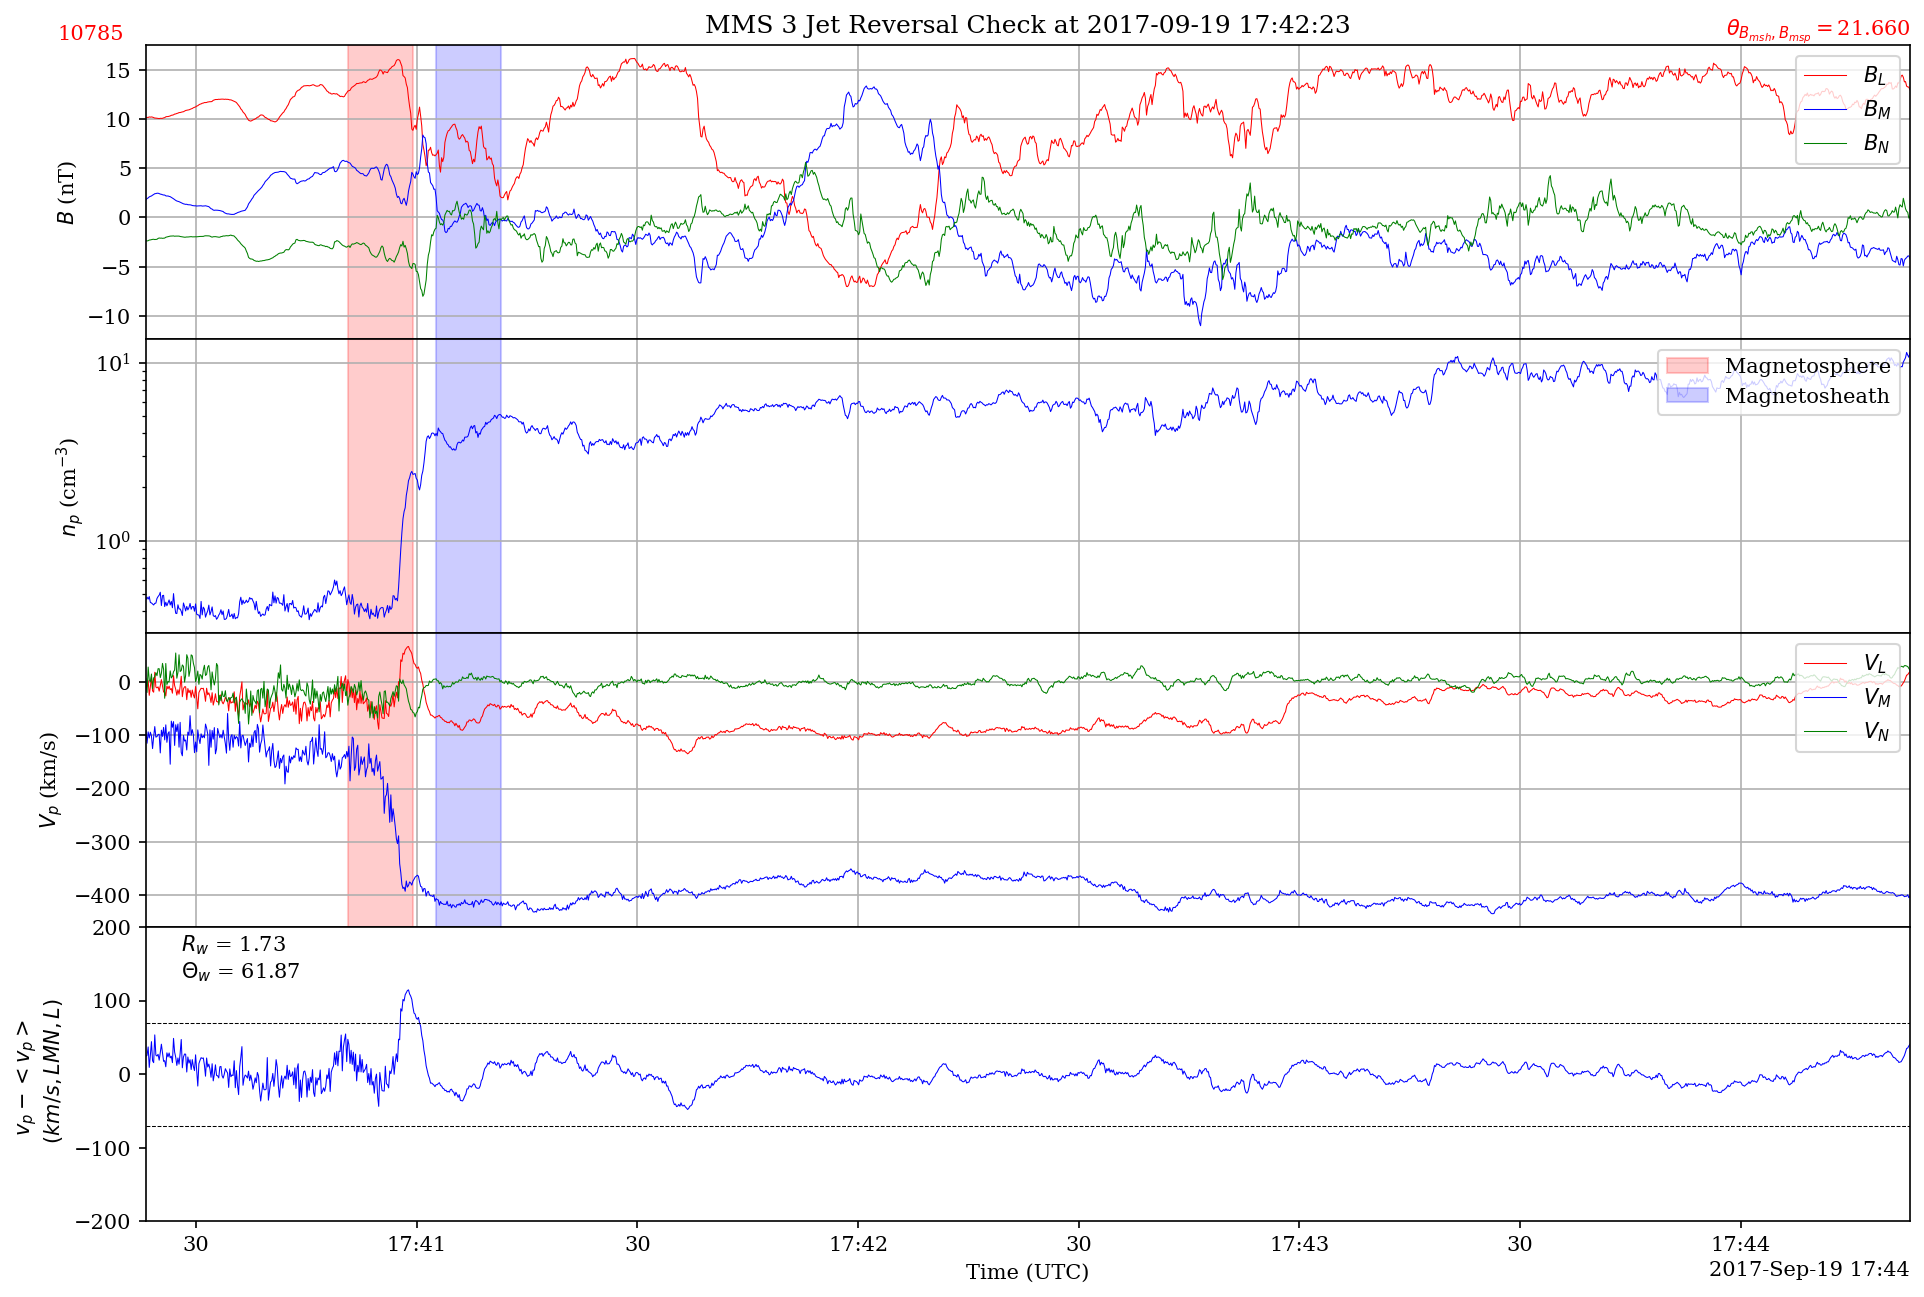 10785
MMS 3 Jet Reversal Check at 2017-09-19 17:42:23
θ_{B_{msh}, B_{msp}} = 21.660
B (nT)
15
10
5
0
−5
−10
B_L
B_M
B_N
n_p (cm^{−3})
10^1
10^0
Magnetosphere
Magnetosheath
V_p (km/s)
0
−100
−200
−300
−400
V_L
V_M
V_N
v_p − < v_p >
(km/s, LMN, L)
200
100
0
−100
−200
R_w = 1.73
Θ_w = 61.87
30
17:41
30
17:42
30
17:43
30
17:44
Time (UTC)
2017-Sep-19 17:44